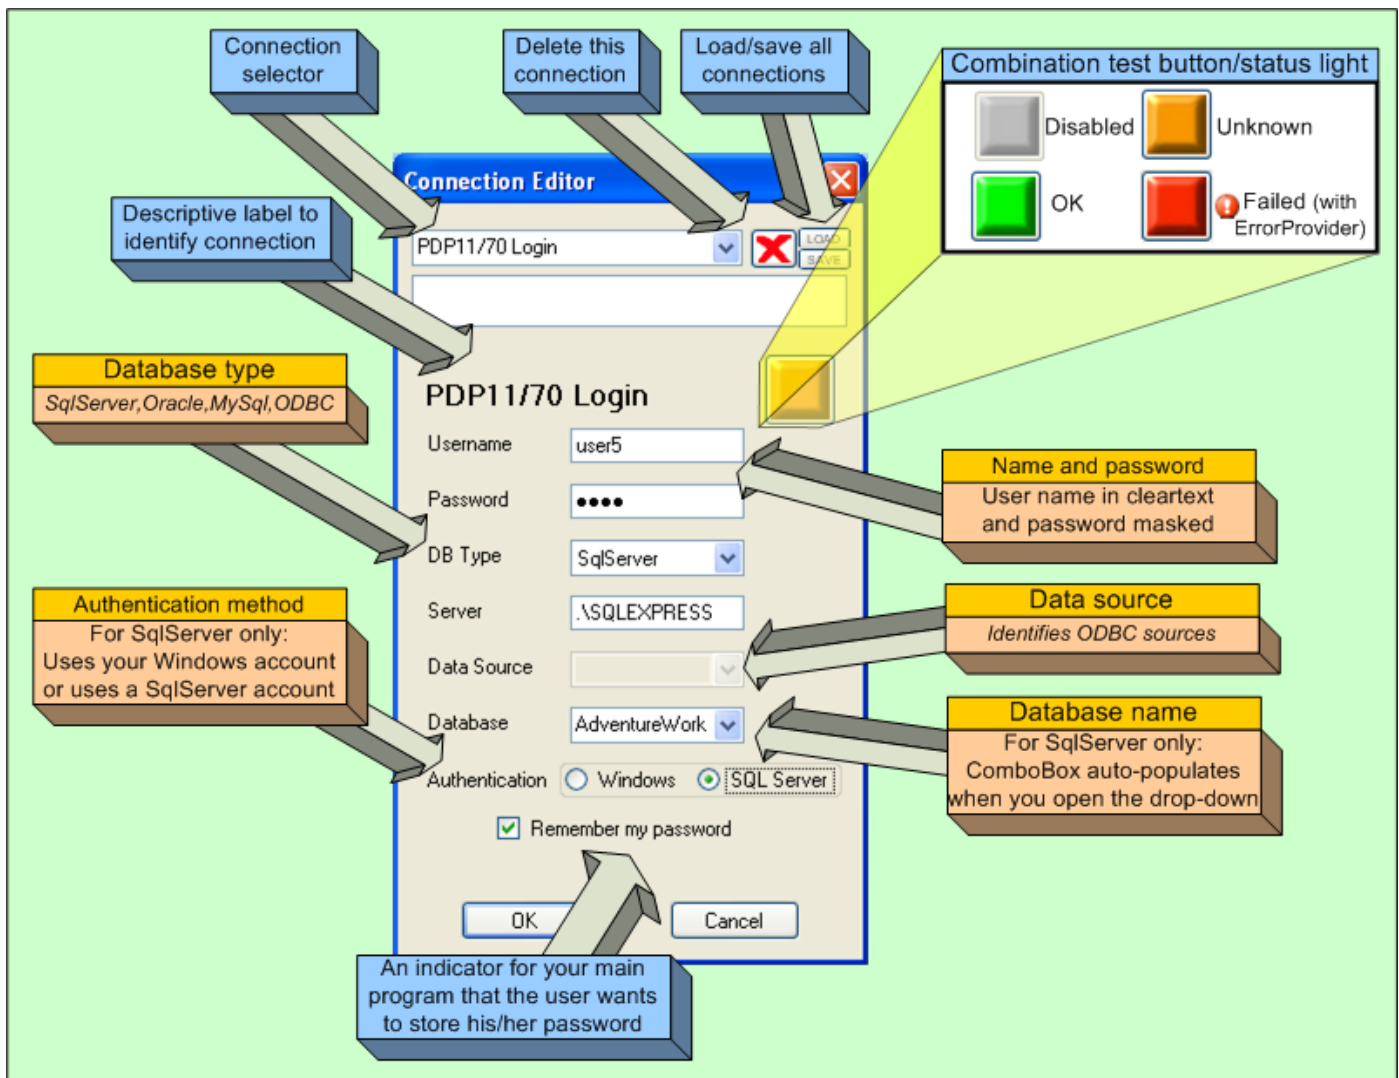 Connection
selector
Delete this
connection
Load/save all
connections
Combination test button/status light
Disabled
Unknown
OK
Failed (with
ErrorProvider)
Connection Editor
Descriptive label to
identify connection
PDP11/70 Login
LOAD
SAVE
Database type
SqlServer,Oracle,MySql,ODBC
PDP11/70 Login
Username
user5
Password
••••
Name and password
User name in cleartext
and password masked
DB Type
SqlServer
Authentication method
For SqlServer only:
Uses your Windows account
or uses a SqlServer account
Server
.\SQLEXPRESS
Data source
Identifies ODBC sources
Data Source
Database
AdventureWork
Database name
For SqlServer only:
ComboBox auto-populates
when you open the drop-down
Authentication
Windows
SQL Server
Remember my password
OK
Cancel
An indicator for your main
program that the user wants
to store his/her password